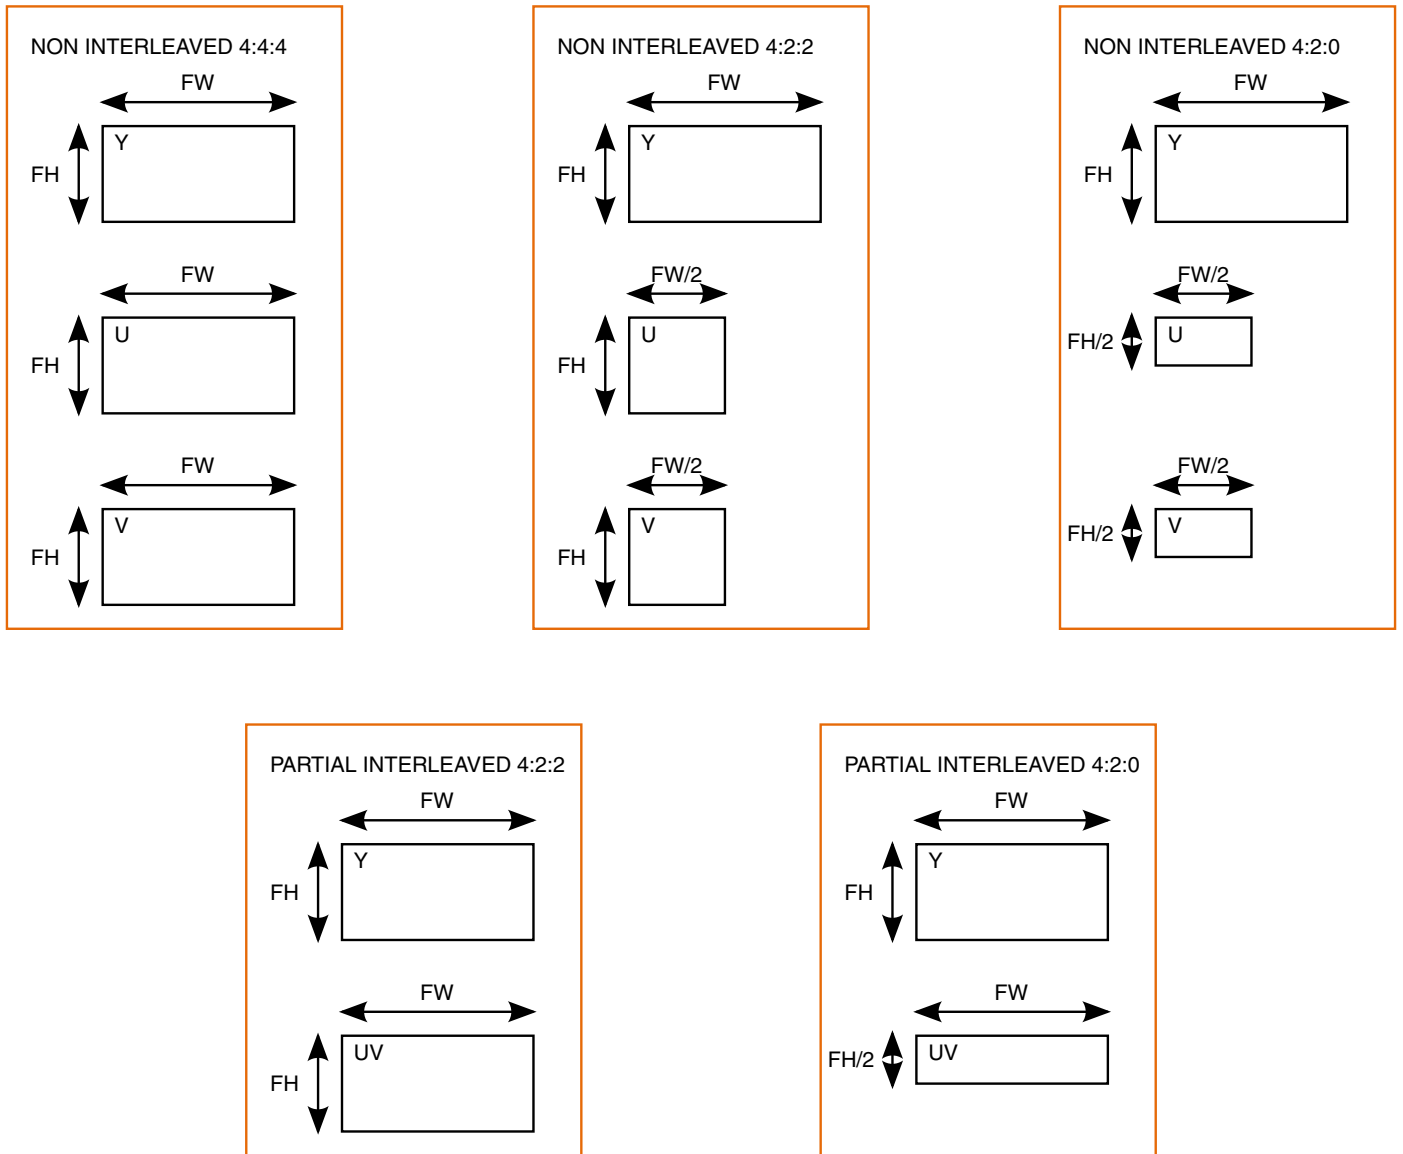 NON INTERLEAVED 4:4:4
FW
Y
FH
FW
U
FH
FW
V
FH
NON INTERLEAVED 4:2:2
FW
Y
FH
FW/2
U
FH
FW/2
V
FH
NON INTERLEAVED 4:2:0
FW
Y
FH
FW/2
U
FH/2
FW/2
V
FH/2
PARTIAL INTERLEAVED 4:2:2
FW
Y
FH
FW
UV
FH
PARTIAL INTERLEAVED 4:2:0
FW
Y
FH
FW
UV
FH/2